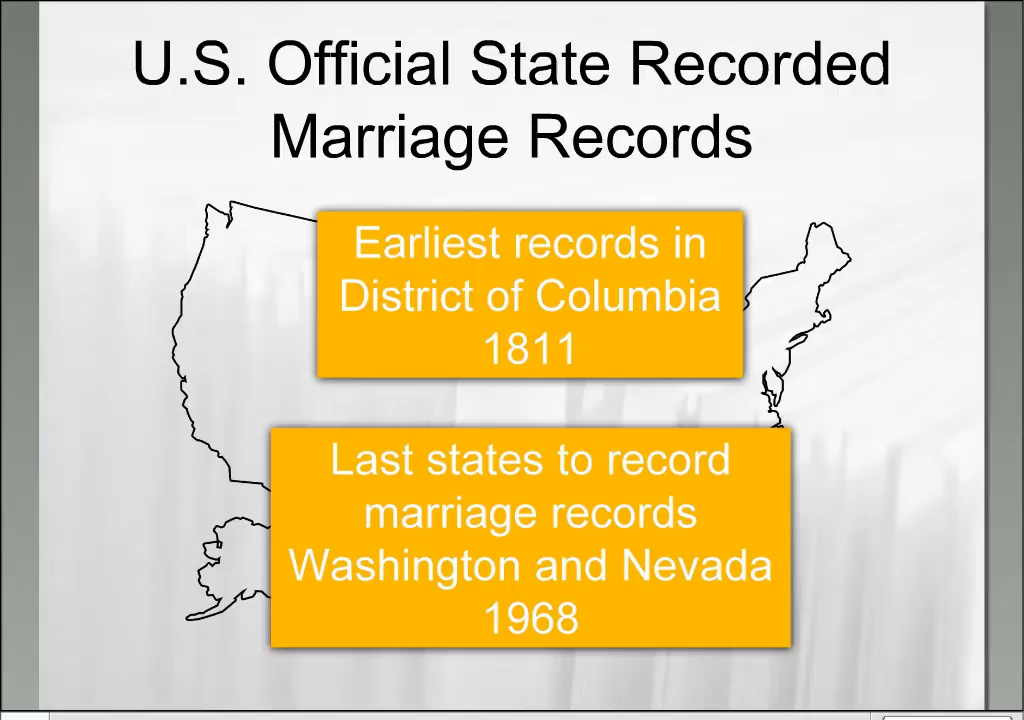 U.S. Official State Recorded
Marriage Records
Earliest records in
District of Columbia
1811
Last states to record
marriage records
Washington and Nevada
1968